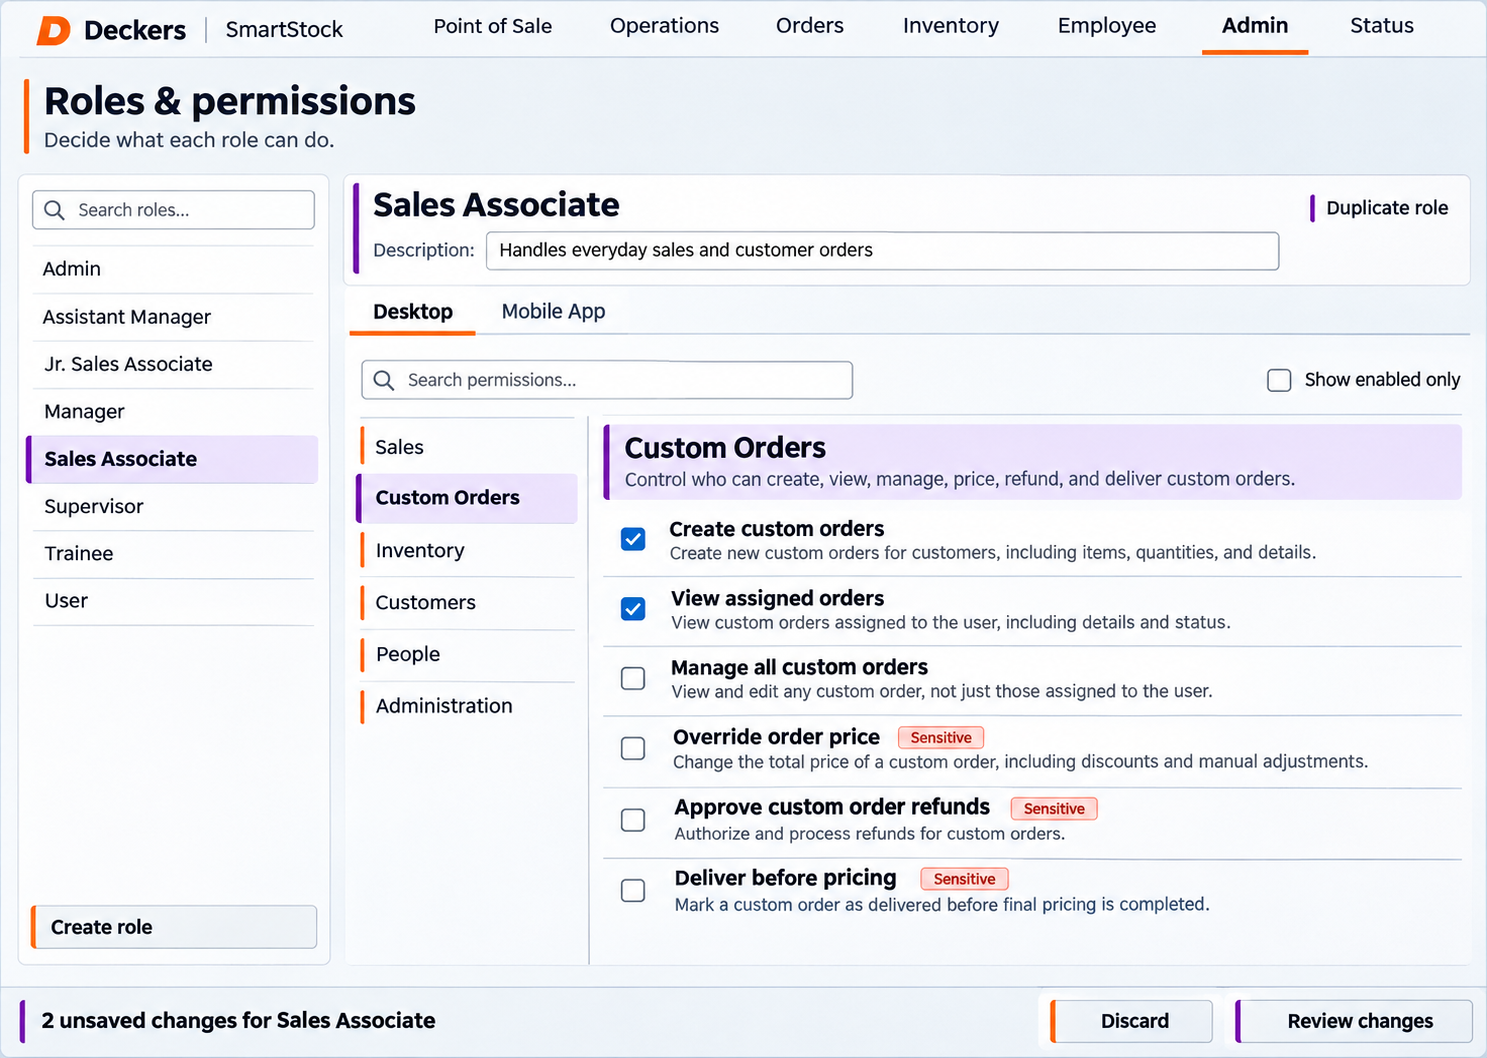 Deckers | SmartStock
Point of Sale
Operations
Orders
Inventory
Employee
Admin
Status
Roles & permissions
Decide what each role can do.
Search roles...
Admin
Assistant Manager
Jr. Sales Associate
Manager
Sales Associate
Supervisor
Trainee
User
Create role
Sales Associate
Duplicate role
Description: Handles everyday sales and customer orders
Desktop
Mobile App
Search permissions...
Show enabled only
Sales
Custom Orders
Inventory
Customers
People
Administration
Custom Orders
Control who can create, view, manage, price, refund, and deliver custom orders.
Create custom orders
Create new custom orders for customers, including items, quantities, and details.
View assigned orders
View custom orders assigned to the user, including details and status.
Manage all custom orders
View and edit any custom order, not just those assigned to the user.
Override order price Sensitive
Change the total price of a custom order, including discounts and manual adjustments.
Approve custom order refunds Sensitive
Authorize and process refunds for custom orders.
Deliver before pricing Sensitive
Mark a custom order as delivered before final pricing is completed.
2 unsaved changes for Sales Associate
Discard
Review changes